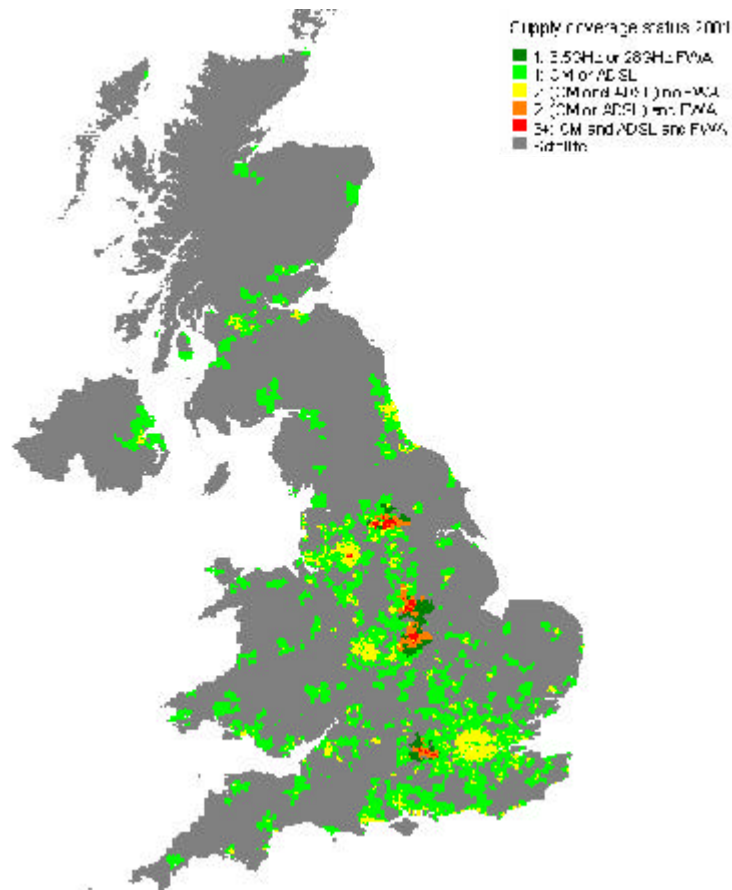 Supply coverage status 2001
1: 3.5GHz or 28GHz FWA
1: CM or ADSL
2: (CM and ADSL) no FWA
2: (CM or ADSL) and FWA
3+: CM and ADSL and FWA
Satellite